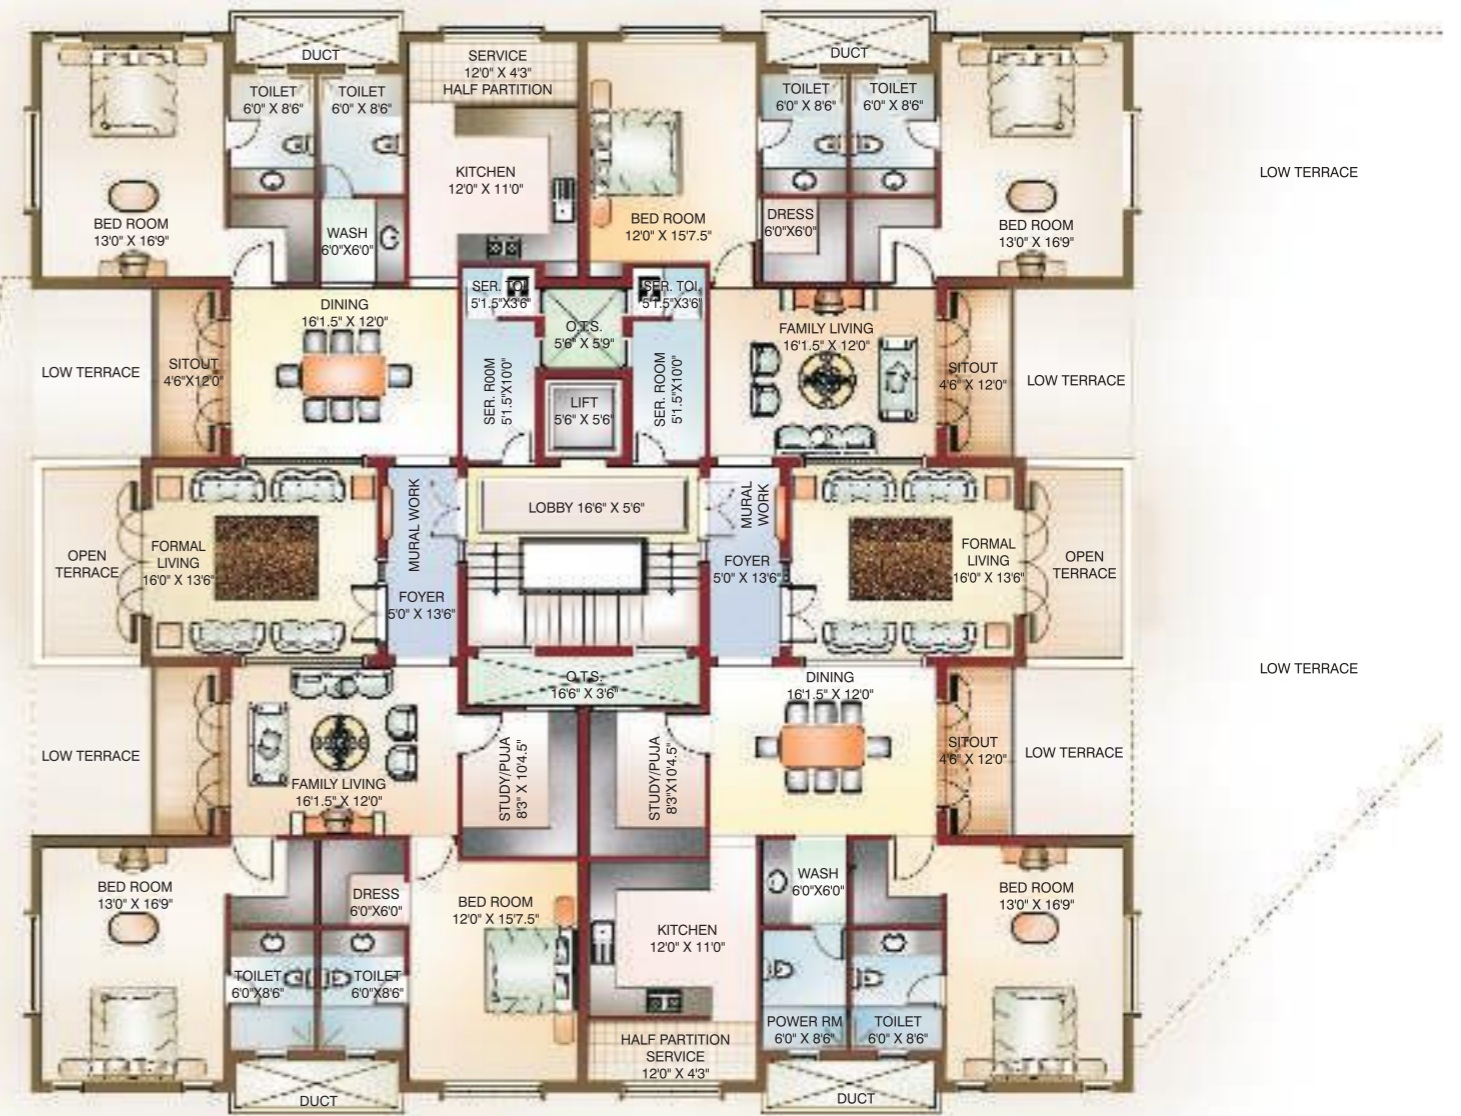 DUCT
SERVICE
12'0" X 4'3"
HALF PARTITION
DUCT
TOILET
6'0" X 8'6"
TOILET
6'0" X 8'6"
TOILET
6'0" X 8'6"
TOILET
6'0" X 8'6"
KITCHEN
12'0" X 11'0"
LOW TERRACE
BED ROOM
13'0" X 16'9"
WASH
6'0"X6'0"
BED ROOM
12'0" X 15'7.5"
DRESS
6'0"X6'0"
BED ROOM
13'0" X 16'9"
SER. TOI.
5'1.5"X3'6"
SER. TOI.
5'1.5"X3'6"
DINING
16'1.5" X 12'0"
O.T.S.
5'6" X 5'9"
FAMILY LIVING
16'1.5" X 12'0"
LOW TERRACE
SITOUT
4'6"X12'0"
SER. ROOM
5'1.5"X10'0"
LIFT
5'6" X 5'6"
SER. ROOM
5'1.5"X10'0"
SITOUT
4'6" X 12'0"
LOW TERRACE
MURAL WORK
LOBBY 16'6" X 5'6"
MURAL
WORK
OPEN
TERRACE
FORMAL
LIVING
16'0" X 13'6"
FOYER
5'0" X 13'6"
FOYER
5'0" X 13'6"
FORMAL
LIVING
16'0" X 13'6"
OPEN
TERRACE
O.T.S.
16'6" X 3'6"
DINING
16'1.5" X 12'0"
LOW TERRACE
LOW TERRACE
FAMILY LIVING
16'1.5" X 12'0"
STUDY/PUJA
8'3" X 10'4.5"
STUDY/PUJA
8'3"X10'4.5"
SITOUT
4'6" X 12'0"
LOW TERRACE
BED ROOM
13'0" X 16'9"
DRESS
6'0"X6'0"
BED ROOM
12'0" X 15'7.5"
WASH
6'0"X6'0"
BED ROOM
13'0" X 16'9"
KITCHEN
12'0" X 11'0"
TOILET
6'0"X8'6"
TOILET
6'0"X8'6"
POWER RM
6'0" X 8'6"
TOILET
6'0" X 8'6"
HALF PARTITION
SERVICE
12'0" X 4'3"
DUCT
DUCT